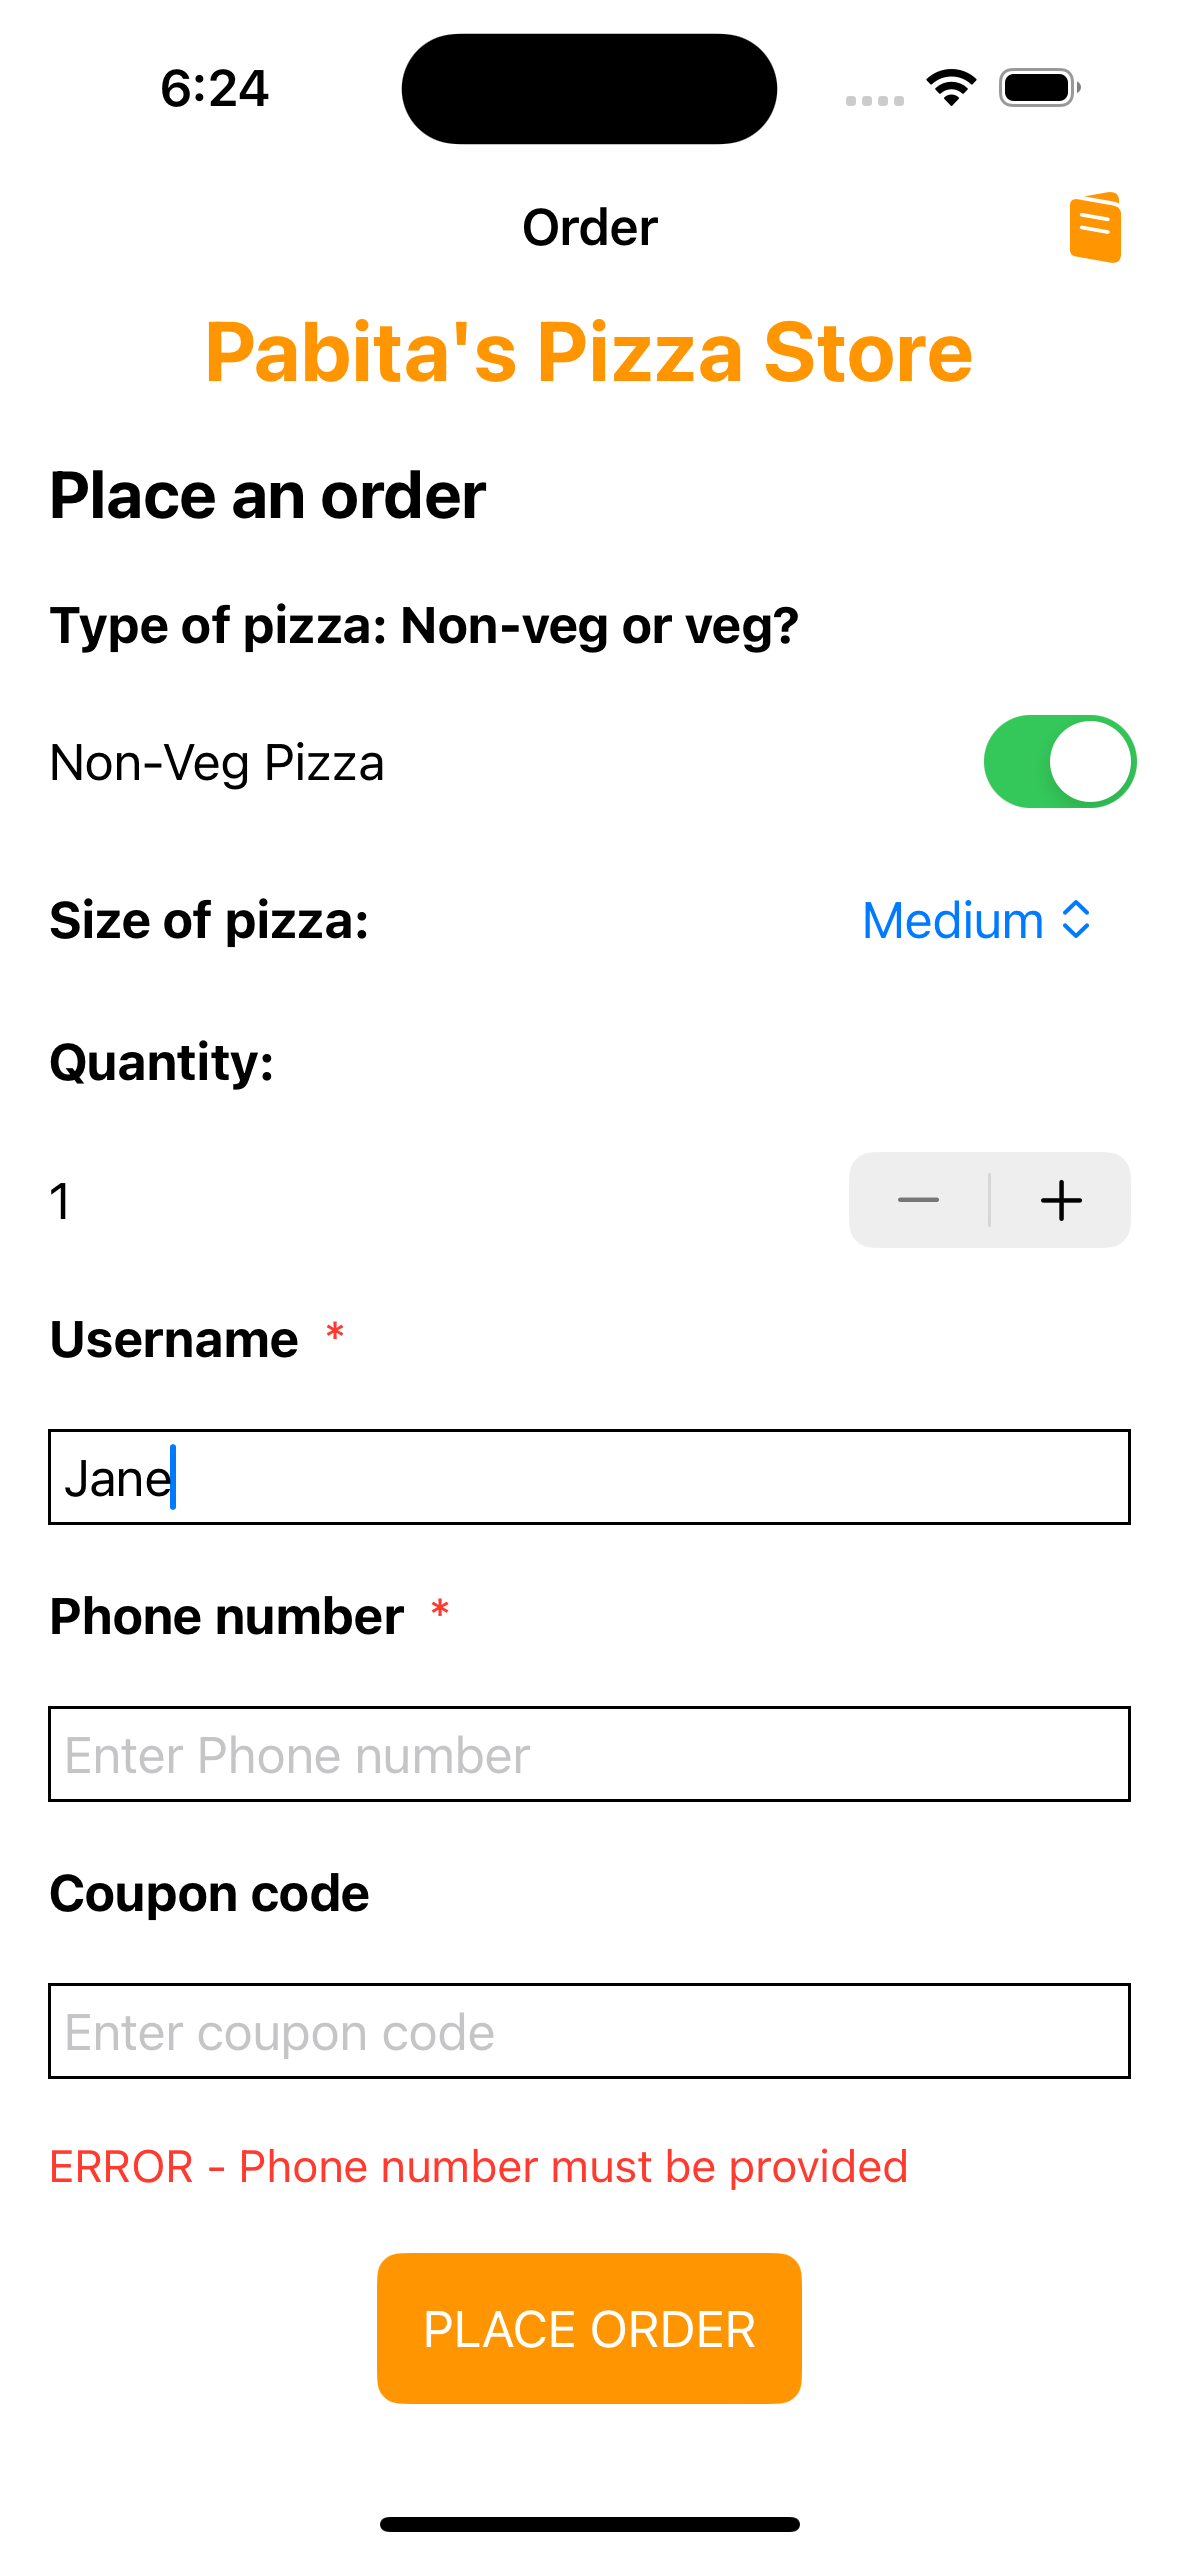 6:24
Order
Pabita's Pizza Store
Place an order
Type of pizza: Non-veg or veg?
Non-Veg Pizza
Size of pizza:
Medium
Quantity:
1
Username *
Jane
Phone number *
Enter Phone number
Coupon code
Enter coupon code
ERROR - Phone number must be provided
PLACE ORDER